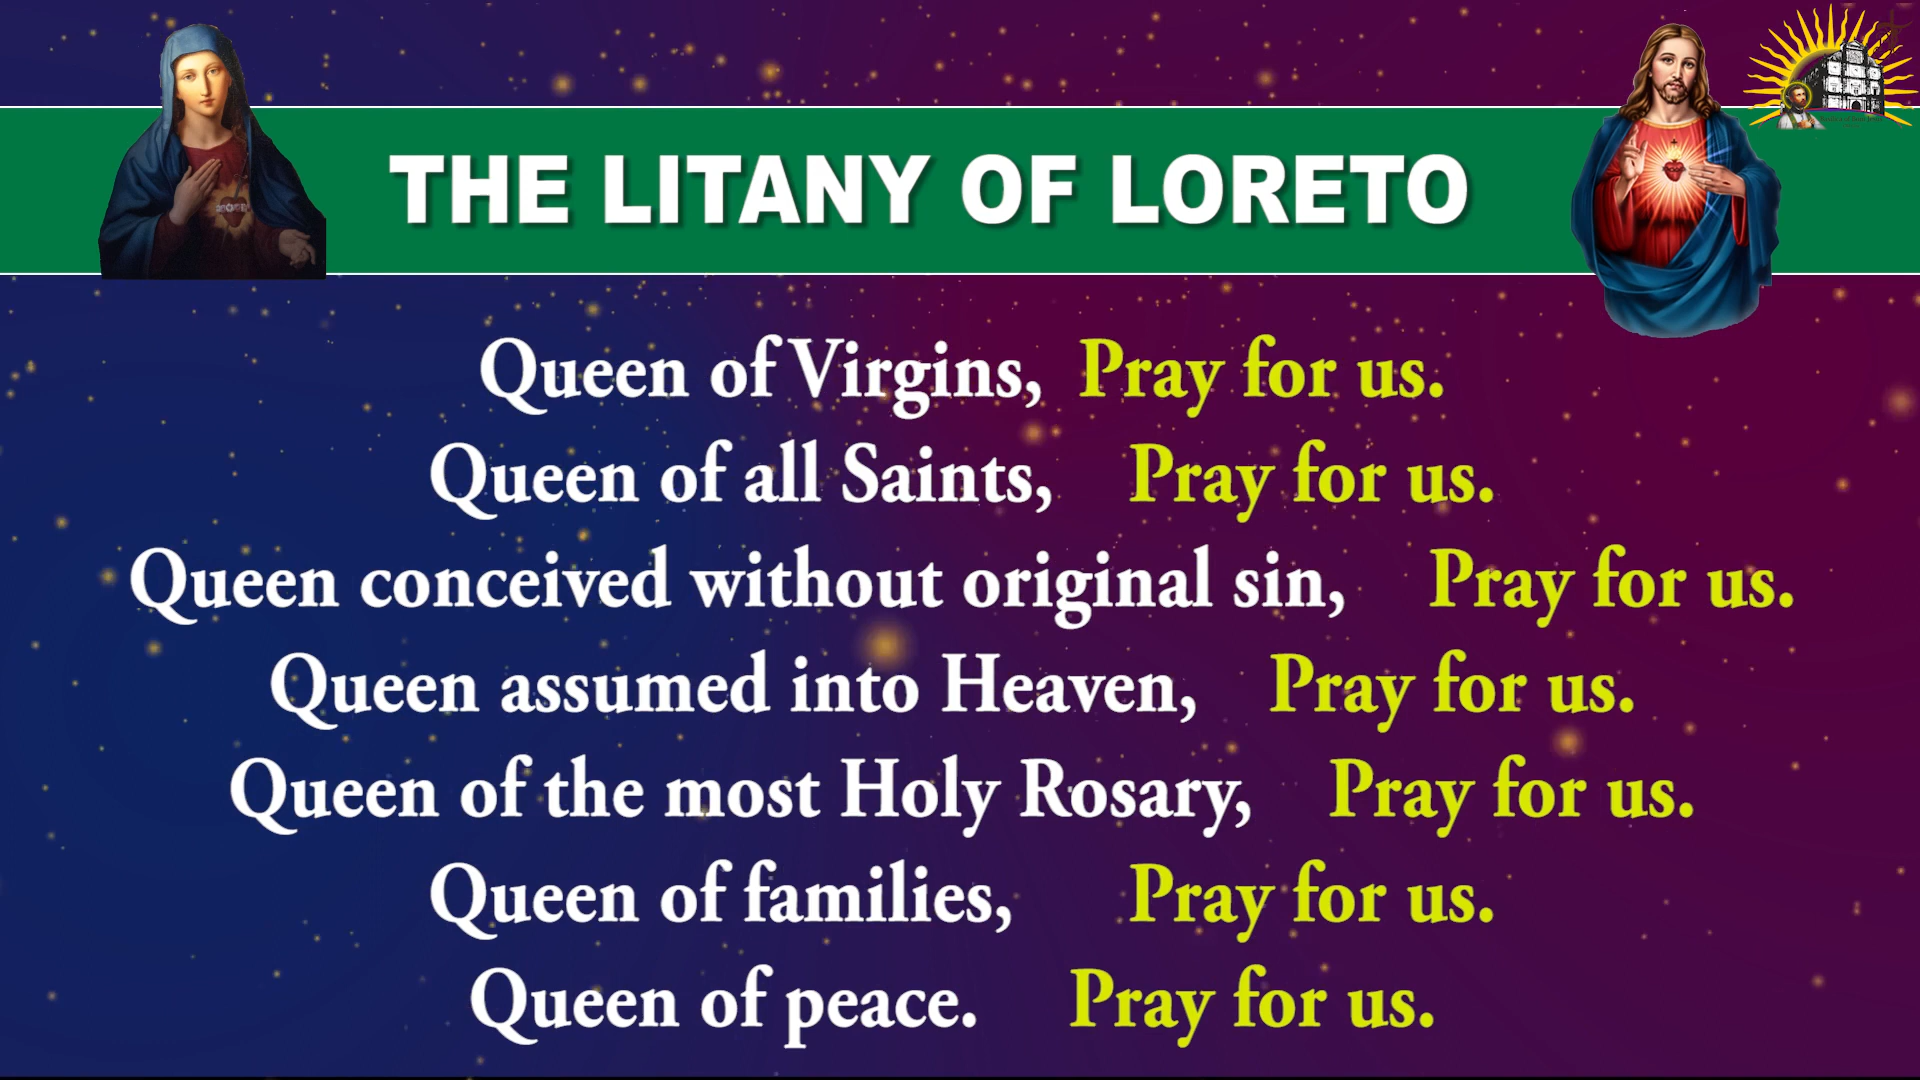 THE LITANY OF LORETO
Queen of Virgins, Pray for us.
Queen of all Saints, Pray for us.
Queen conceived without original sin, Pray for us.
Queen assumed into Heaven, Pray for us.
Queen of the most Holy Rosary, Pray for us.
Queen of families, Pray for us.
Queen of peace. Pray for us.